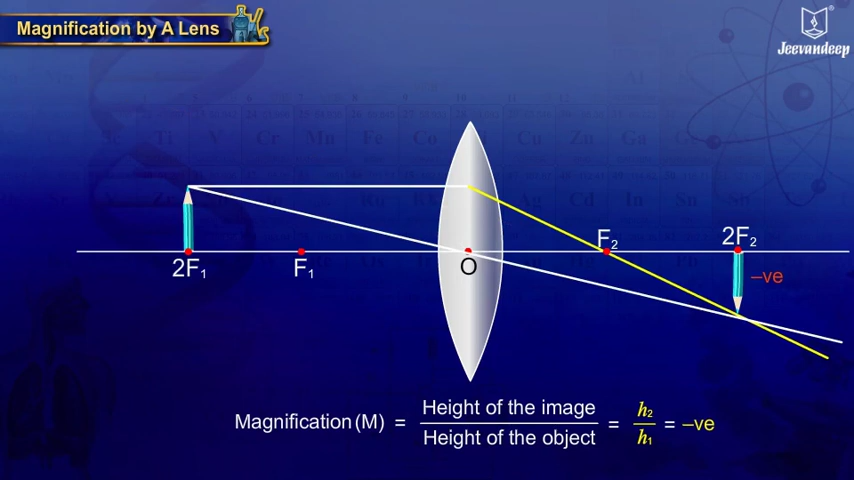 Magnification by A Lens
Jeevandeep®
2F₁
F₁
O
F₂
2F₂
–ve
Magnification (M) = Height of the image / Height of the object = h₂ / h₁ = –ve